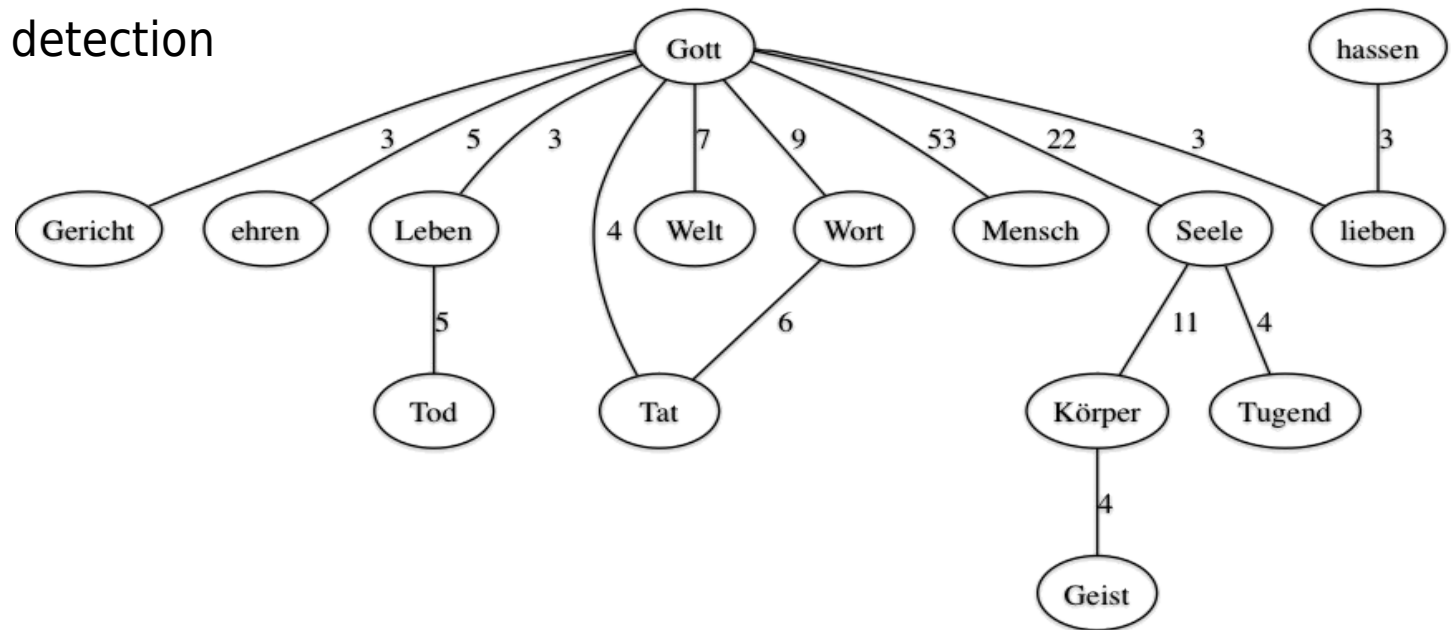 detection
Gott
hassen
3
5
3
7
9
53
22
3
3
Gericht
ehren
Leben
4
Welt
Wort
Mensch
Seele
lieben
5
6
11
4
Tod
Tat
Körper
Tugend
4
Geist